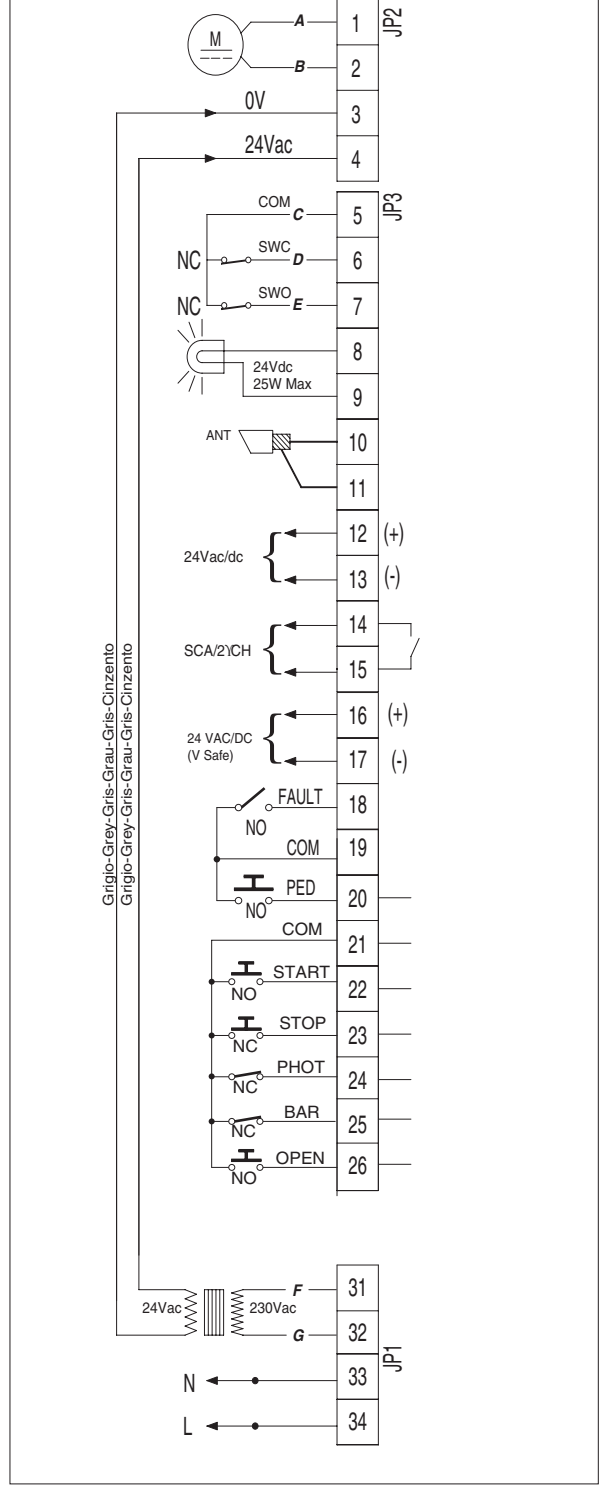 A 1 JP2
M
B 2
0V 3
24Vac 4
COM C 5 JP3
NC SWC D 6
NC SWO E 7
8
24Vdc
25W Max
9
ANT 10
11
12 (+)
24Vac/dc
13 (-)
14
SCA/2\CH
15
16 (+)
24 VAC/DC
(V Safe)
17 (-)
FAULT 18
NO
COM 19
PED 20
NO
COM 21
START 22
NO
STOP 23
NC
PHOT 24
NC
BAR 25
NC
OPEN 26
NO
Grigio-Grey-Gris-Grau-Gris-Cinzento
Grigio-Grey-Gris-Grau-Gris-Cinzento
F 31
24Vac 230Vac
G 32
JP1
N 33
L 34